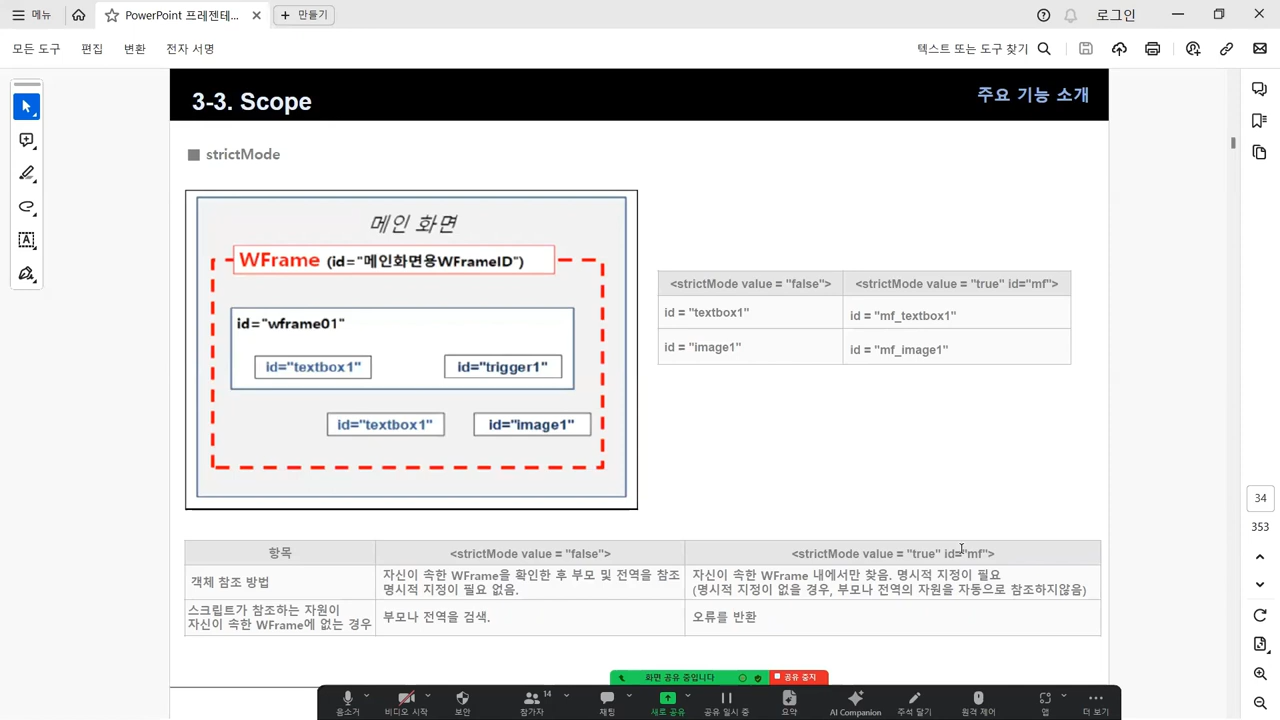 메뉴
PowerPoint 프레젠테...
만들기
로그인
모든 도구
편집
변환
전자 서명
텍스트 또는 도구 찾기
3-3. Scope
주요 기능 소개
strictMode
메인 화면
WFrame (id="메인화면용WFrameID")
id="wframe01"
id="textbox1"
id="trigger1"
id="textbox1"
id="image1"
<strictMode value = "false">
<strictMode value = "true" id="mf">
id = "textbox1"
id = "mf_textbox1"
id = "image1"
id = "mf_image1"
항목
<strictMode value = "false">
<strictMode value = "true" id="mf">
객체 참조 방법
자신이 속한 WFrame을 확인한 후 부모 및 전역을 참조
명시적 지정이 필요 없음.
자신이 속한 WFrame 내에서만 찾음. 명시적 지정이 필요
(명시적 지정이 없을 경우, 부모나 전역의 자원을 자동으로 참조하지않음)
스크립트가 참조하는 자원이
자신이 속한 WFrame에 없는 경우
부모나 전역을 검색.
오류를 반환
34
353
화면 공유 중입니다
공유 중지
14
음소거
비디오 시작
보안
참가자
채팅
새로 공유
공유 일시 중
요약
AI Companion
주석 달기
원격 제어
앱
더 보기